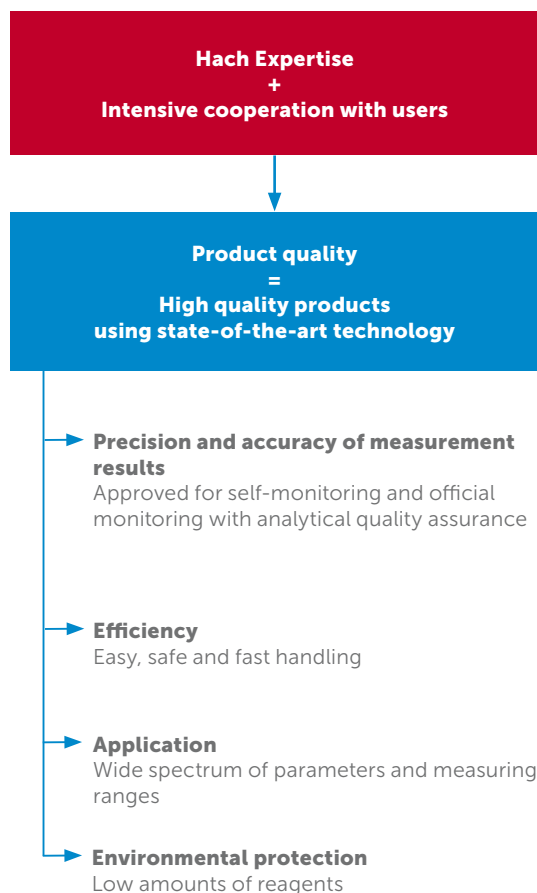 Hach Expertise
+
Intensive cooperation with users
Product quality
=
High quality products
using state-of-the-art technology
Precision and accuracy of measurement
results
Approved for self-monitoring and official
monitoring with analytical quality assurance
Efficiency
Easy, safe and fast handling
Application
Wide spectrum of parameters and measuring
ranges
Environmental protection
Low amounts of reagents